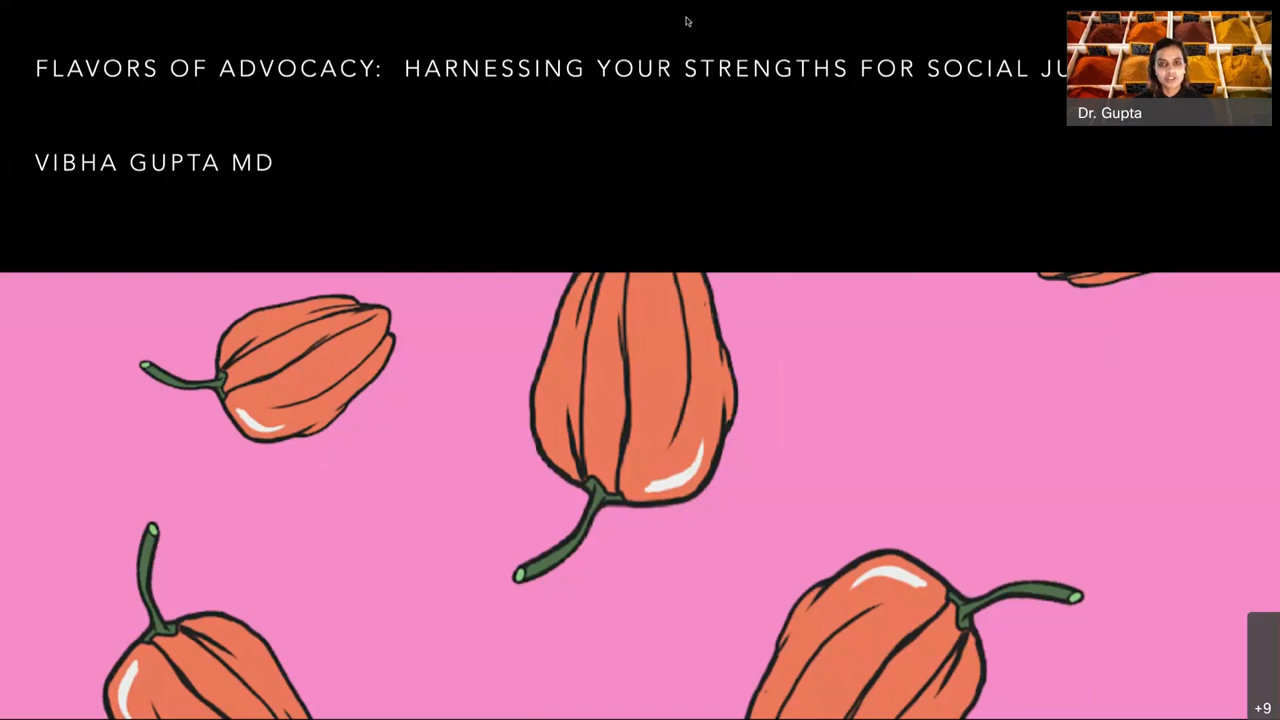 FLAVORS OF ADVOCACY: HARNESSING YOUR STRENGTHS FOR SOCIAL JU
Dr. Gupta
VIBHA GUPTA MD
+9